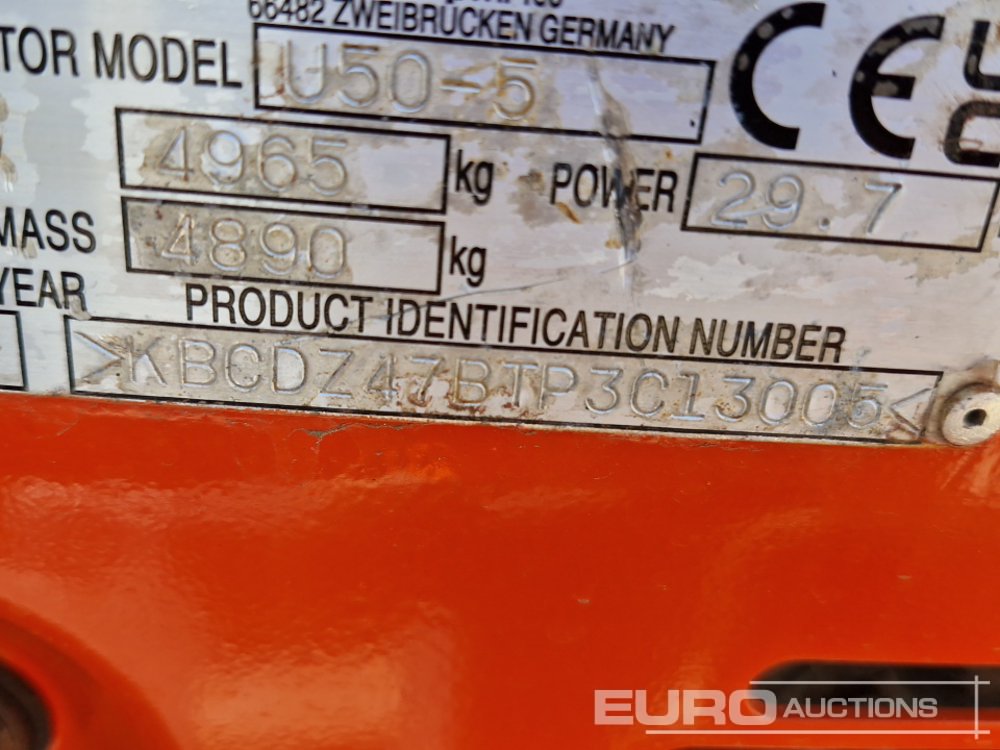 66482 ZWEIBRÜCKEN GERMANY
TOR MODEL U50-5
CE
4965 kg POWER 29.7
MASS 4890 kg
YEAR
PRODUCT IDENTIFICATION NUMBER
>KBCDZ47BTP3C13005<
EURO AUCTIONS